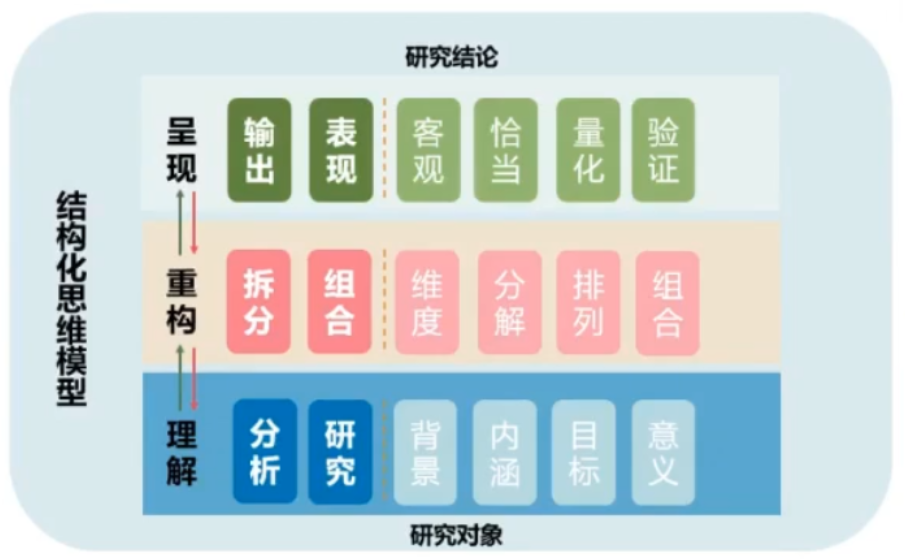 研究结论
结构化思维模型
呈现
输出
表现
客观
恰当
量化
验证
重构
拆分
组合
维度
分解
排列
组合
理解
分析
研究
背景
内涵
目标
意义
研究对象